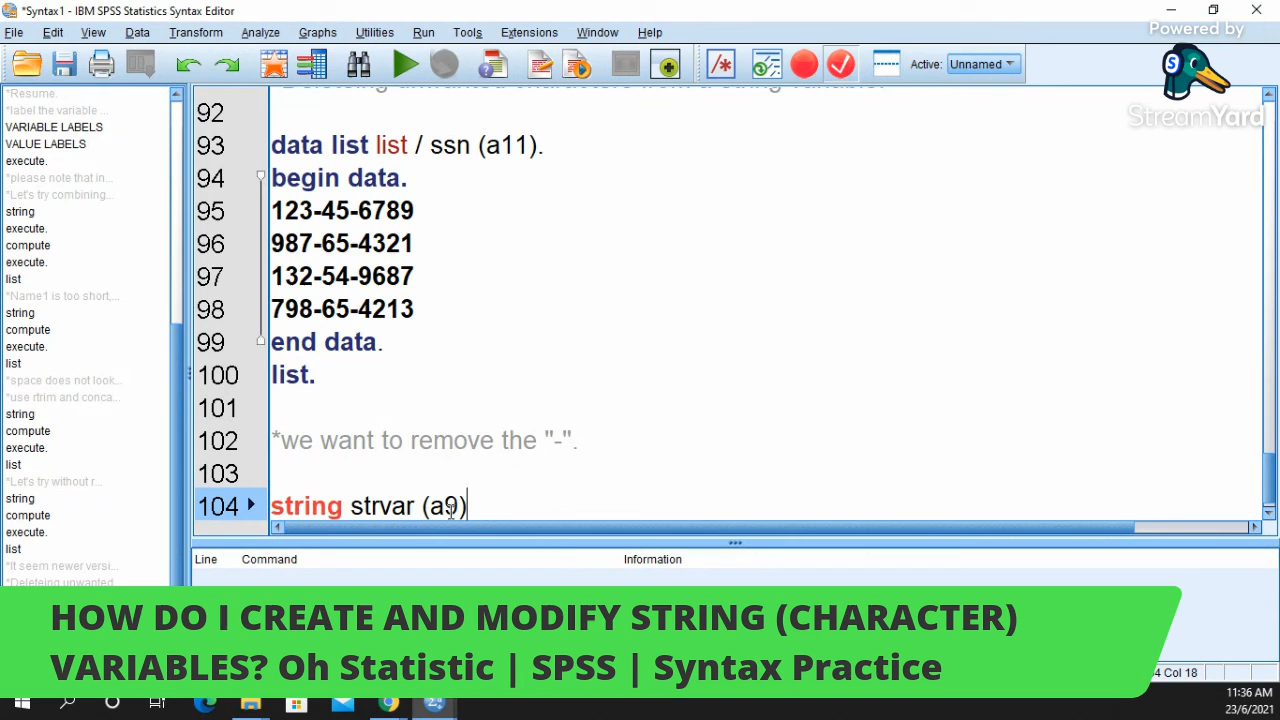 *Syntax1 - IBM SPSS Statistics Syntax Editor
File Edit View Data Transform Analyze Graphs Utilities Run Tools Extensions Window Help
Powered by
StreamYard
Active: Unnamed
*Resume.
*label the variable ...
VARIABLE LABELS
VALUE LABELS
execute.
*please note that in...
*Let's try combining...
string
execute.
compute
execute.
list
*Name1 is too short,...
string
compute
execute.
list
*space does not look...
*use rtrim and conca...
string
compute
execute.
list
*Let's try without r...
string
compute
execute.
list
*It seem newer versi...
*Deleteing unwanted
92
93 data list list / ssn (a11).
94 begin data.
95 123-45-6789
96 987-65-4321
97 132-54-9687
98 798-65-4213
99 end data.
100 list.
101
102 *we want to remove the "-".
103
104 string strvar (a9)
Line Command Information
HOW DO I CREATE AND MODIFY STRING (CHARACTER)
VARIABLES? Oh Statistic | SPSS | Syntax Practice
4 Col 18
11:36 AM
23/6/2021